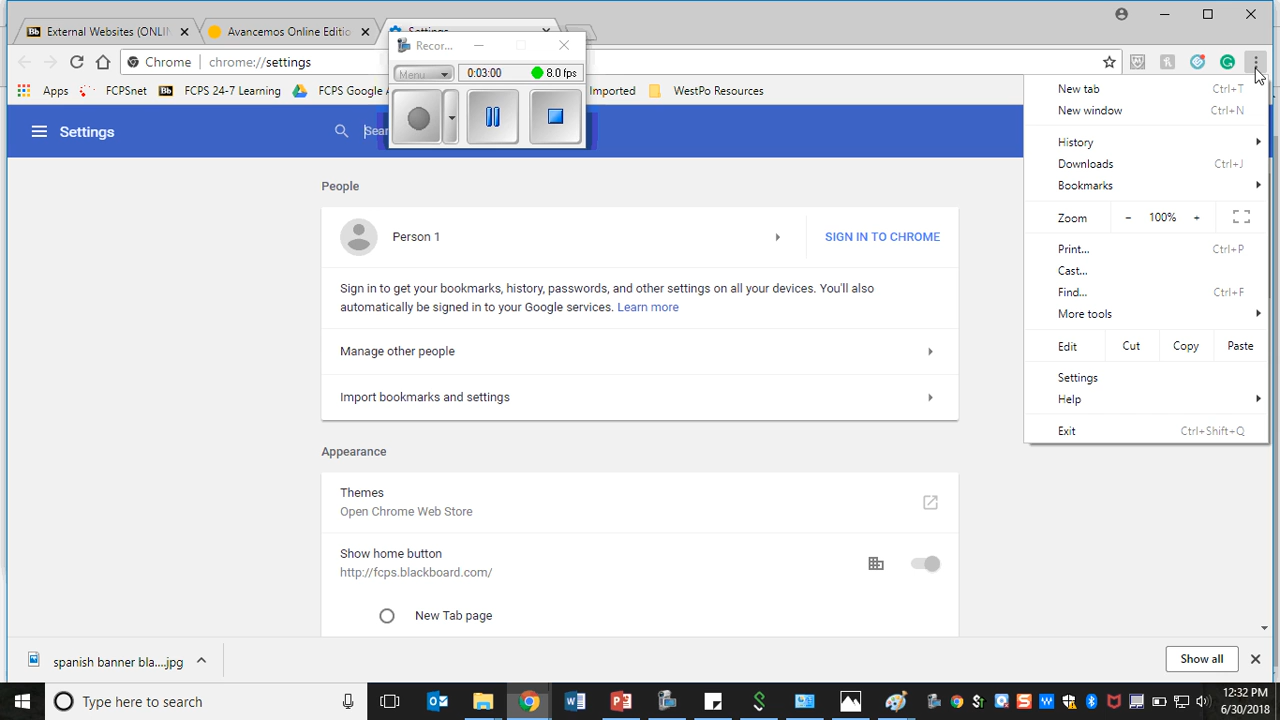 External Websites (ONLIN
Avancemos Online Editio
Settings
Recor...
Menu
0:03:00
8.0 fps
Chrome
chrome://settings
Apps
FCPSnet
Bb
FCPS 24-7 Learning
FCPS Google A
Imported
WestPo Resources
Settings
Sear
People
Person 1
SIGN IN TO CHROME
Sign in to get your bookmarks, history, passwords, and other settings on all your devices. You'll also
automatically be signed in to your Google services. Learn more
Manage other people
Import bookmarks and settings
Appearance
Themes
Open Chrome Web Store
Show home button
http://fcps.blackboard.com/
New Tab page
New tab Ctrl+T
New window Ctrl+N
History
Downloads Ctrl+J
Bookmarks
Zoom - 100% +
Print... Ctrl+P
Cast...
Find... Ctrl+F
More tools
Edit Cut Copy Paste
Settings
Help
Exit Ctrl+Shift+Q
spanish banner bla....jpg
Show all
Type here to search
12:32 PM
6/30/2018